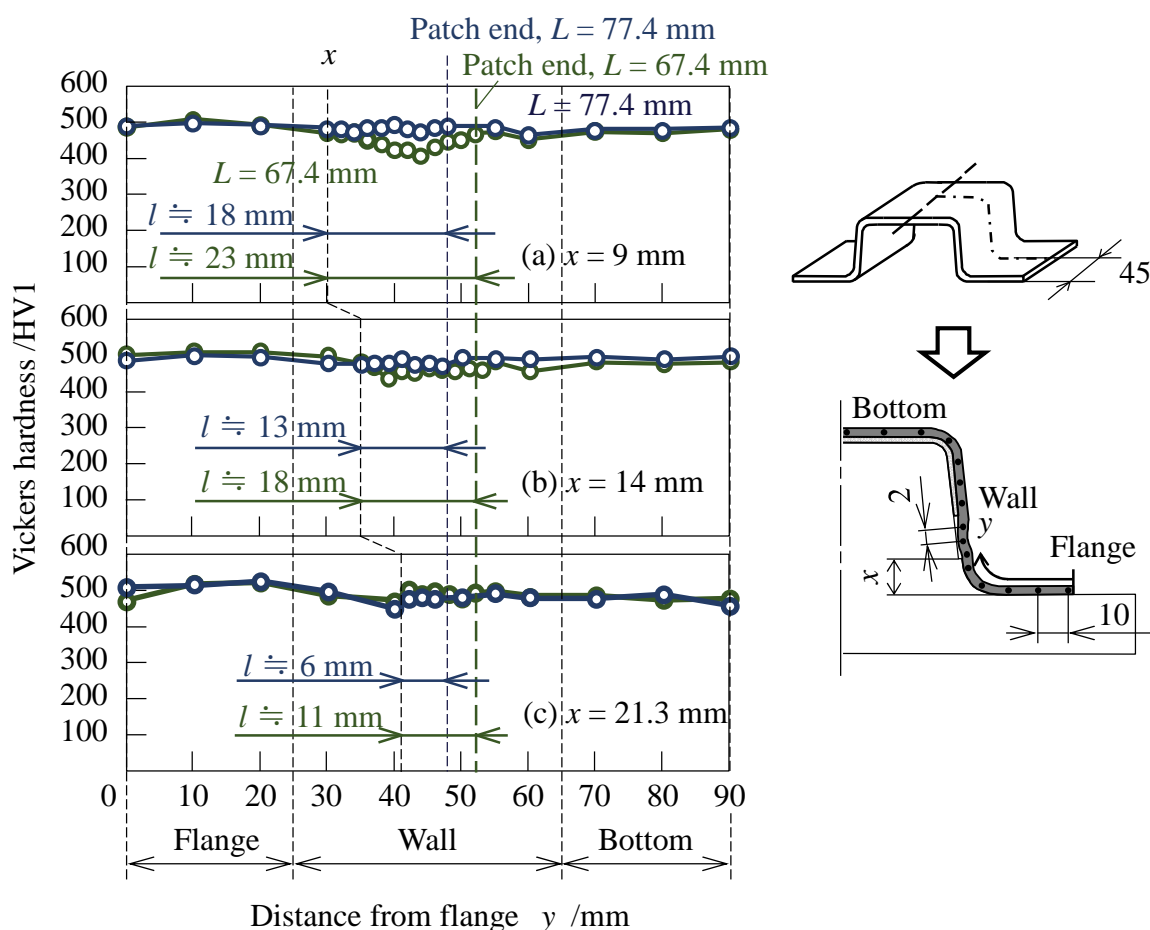 Patch end, L = 77.4 mm
x
Patch end, L = 67.4 mm
600
L = 77.4 mm
500
400
L = 67.4 mm
300
l ≒ 18 mm
200
l ≒ 23 mm
(a) x = 9 mm
100
600
500
400
300
l ≒ 13 mm
200
l ≒ 18 mm
(b) x = 14 mm
100
600
500
400
300
l ≒ 6 mm
200
l ≒ 11 mm
(c) x = 21.3 mm
100
0 10 20 30 40 50 60 70 80 90
Flange Wall Bottom
Distance from flange y /mm
Vickers hardness /HV1
45
Bottom
2
Wall
y
Flange
x
10